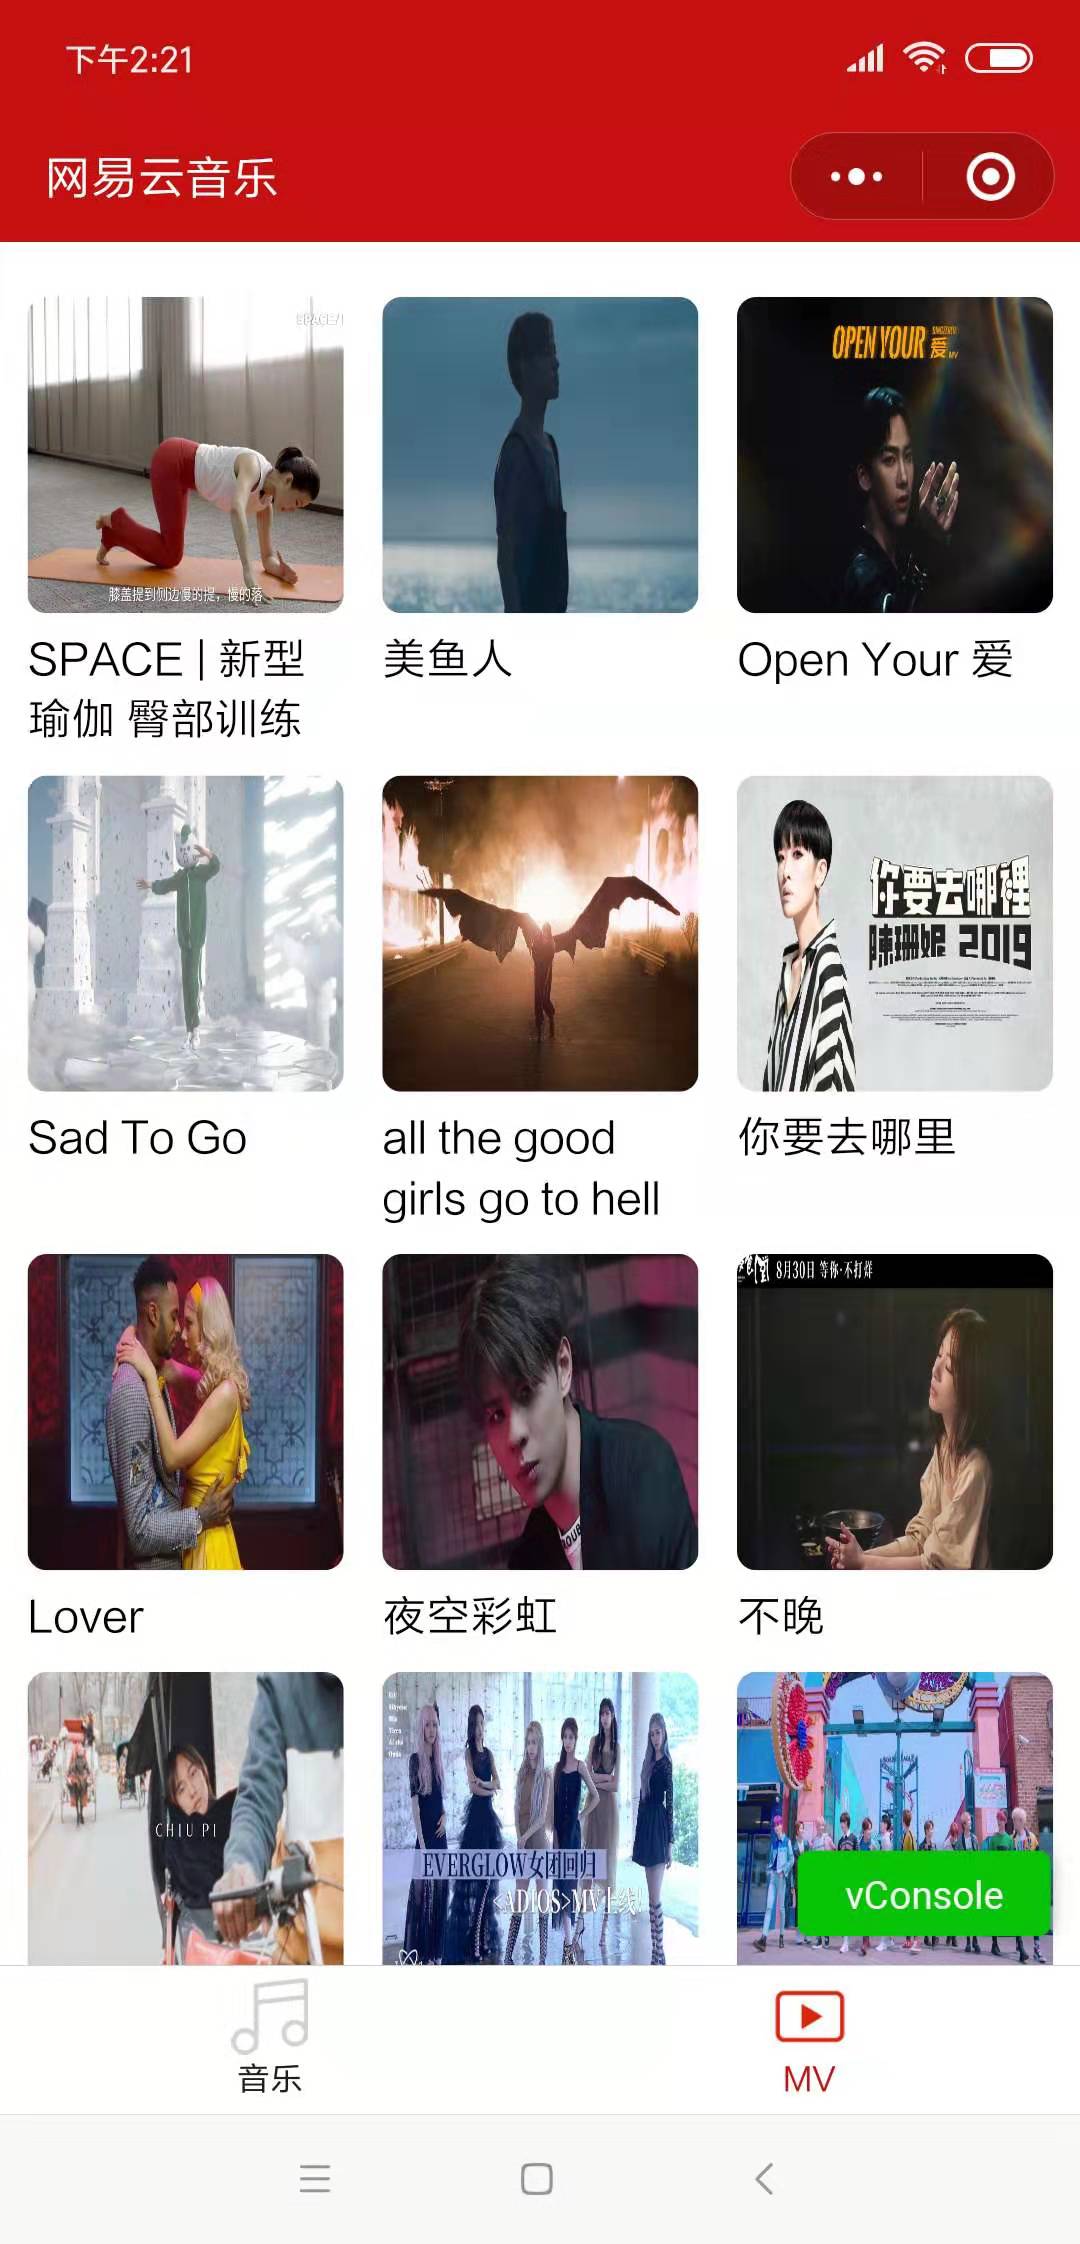 下午2:21
网易云音乐
SPACE/
膝盖提到侧边慢的提，慢的落
OPEN YOUR 爱 MV
SPACE | 新型
瑜伽 臀部训练
美鱼人
Open Your 爱
你要去哪裡
陳珊妮 2019
Sad To Go
all the good
girls go to hell
你要去哪里
8月30日 等你·不打烊
Lover
夜空彩虹
不晚
CHIU PI
EVERGLOW女团回归
<ADIOS>MV上线!
vConsole
音乐
MV